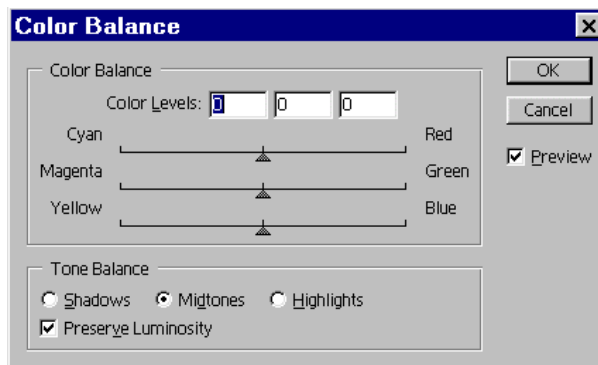 Color Balance
Color Balance
OK
Color Levels: 0 0 0
Cancel
Cyan Red
Preview
Magenta Green
Yellow Blue
Tone Balance
Shadows Midtones Highlights
Preserve Luminosity